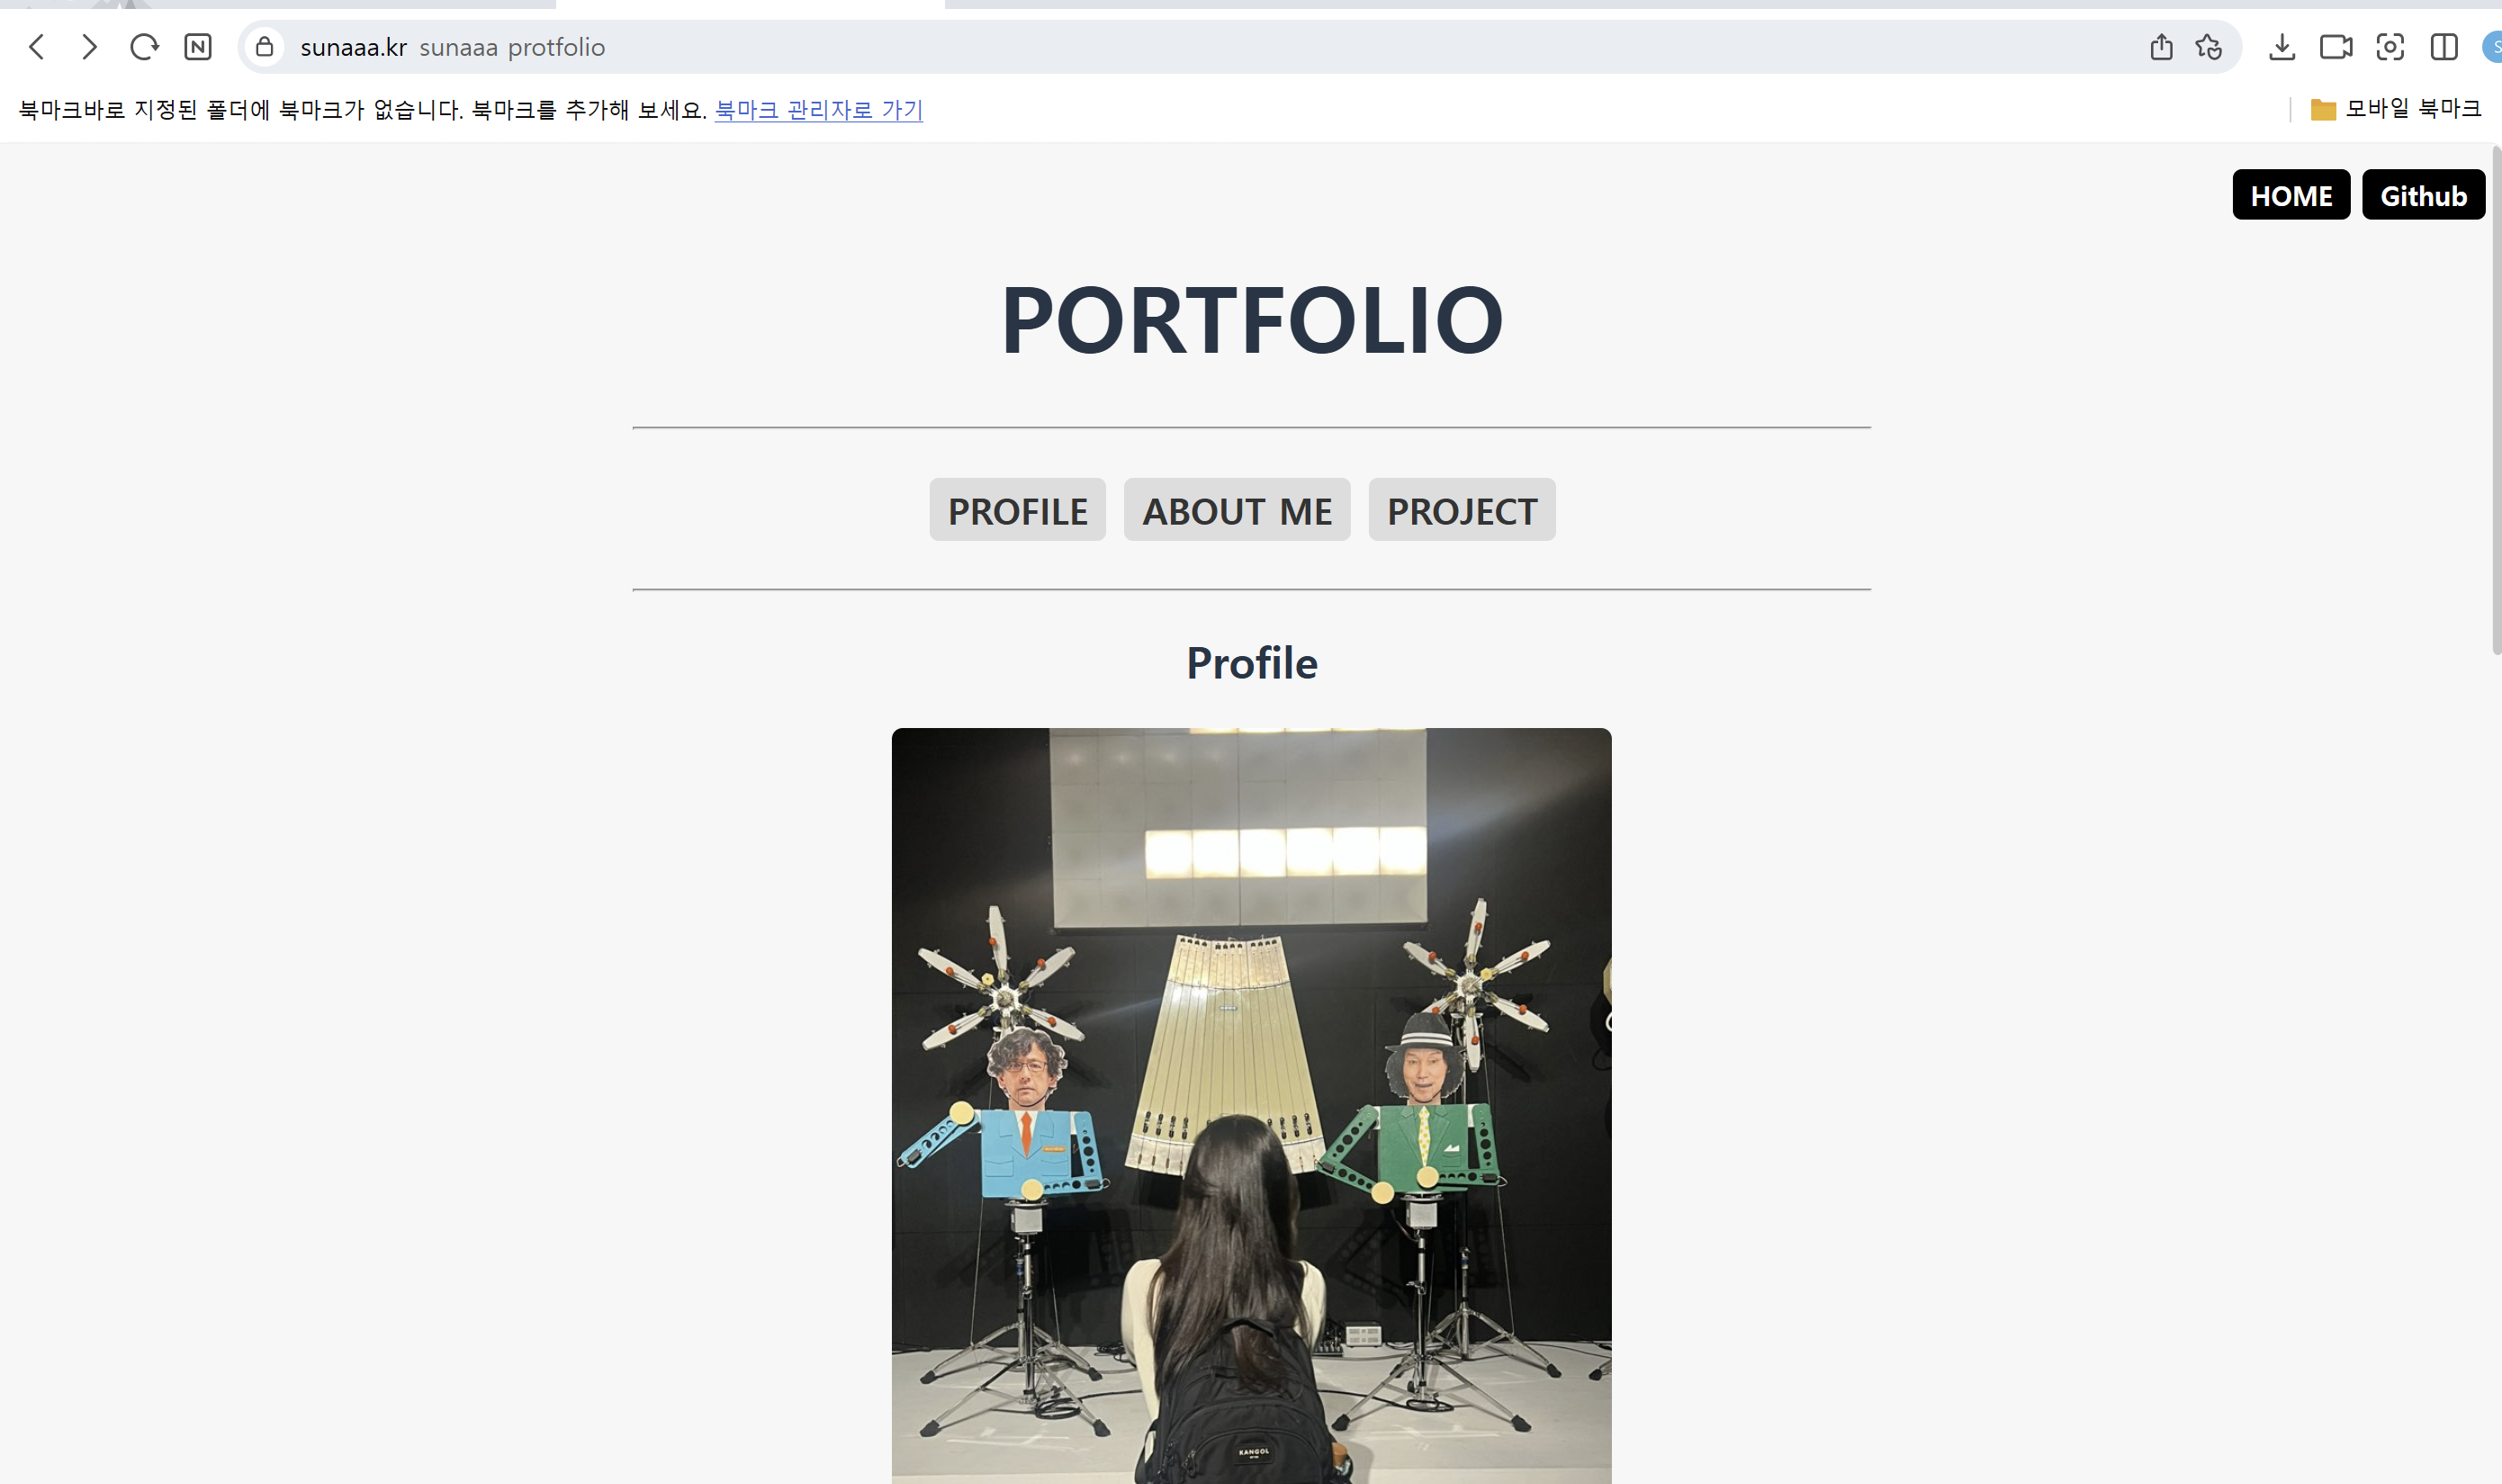 sunaaa.kr sunaaa protfolio
북마크바로 지정된 폴더에 북마크가 없습니다. 북마크를 추가해 보세요. 북마크 관리자로 가기
모바일 북마크
HOME Github
PORTFOLIO
PROFILE ABOUT ME PROJECT
Profile
KANGOL